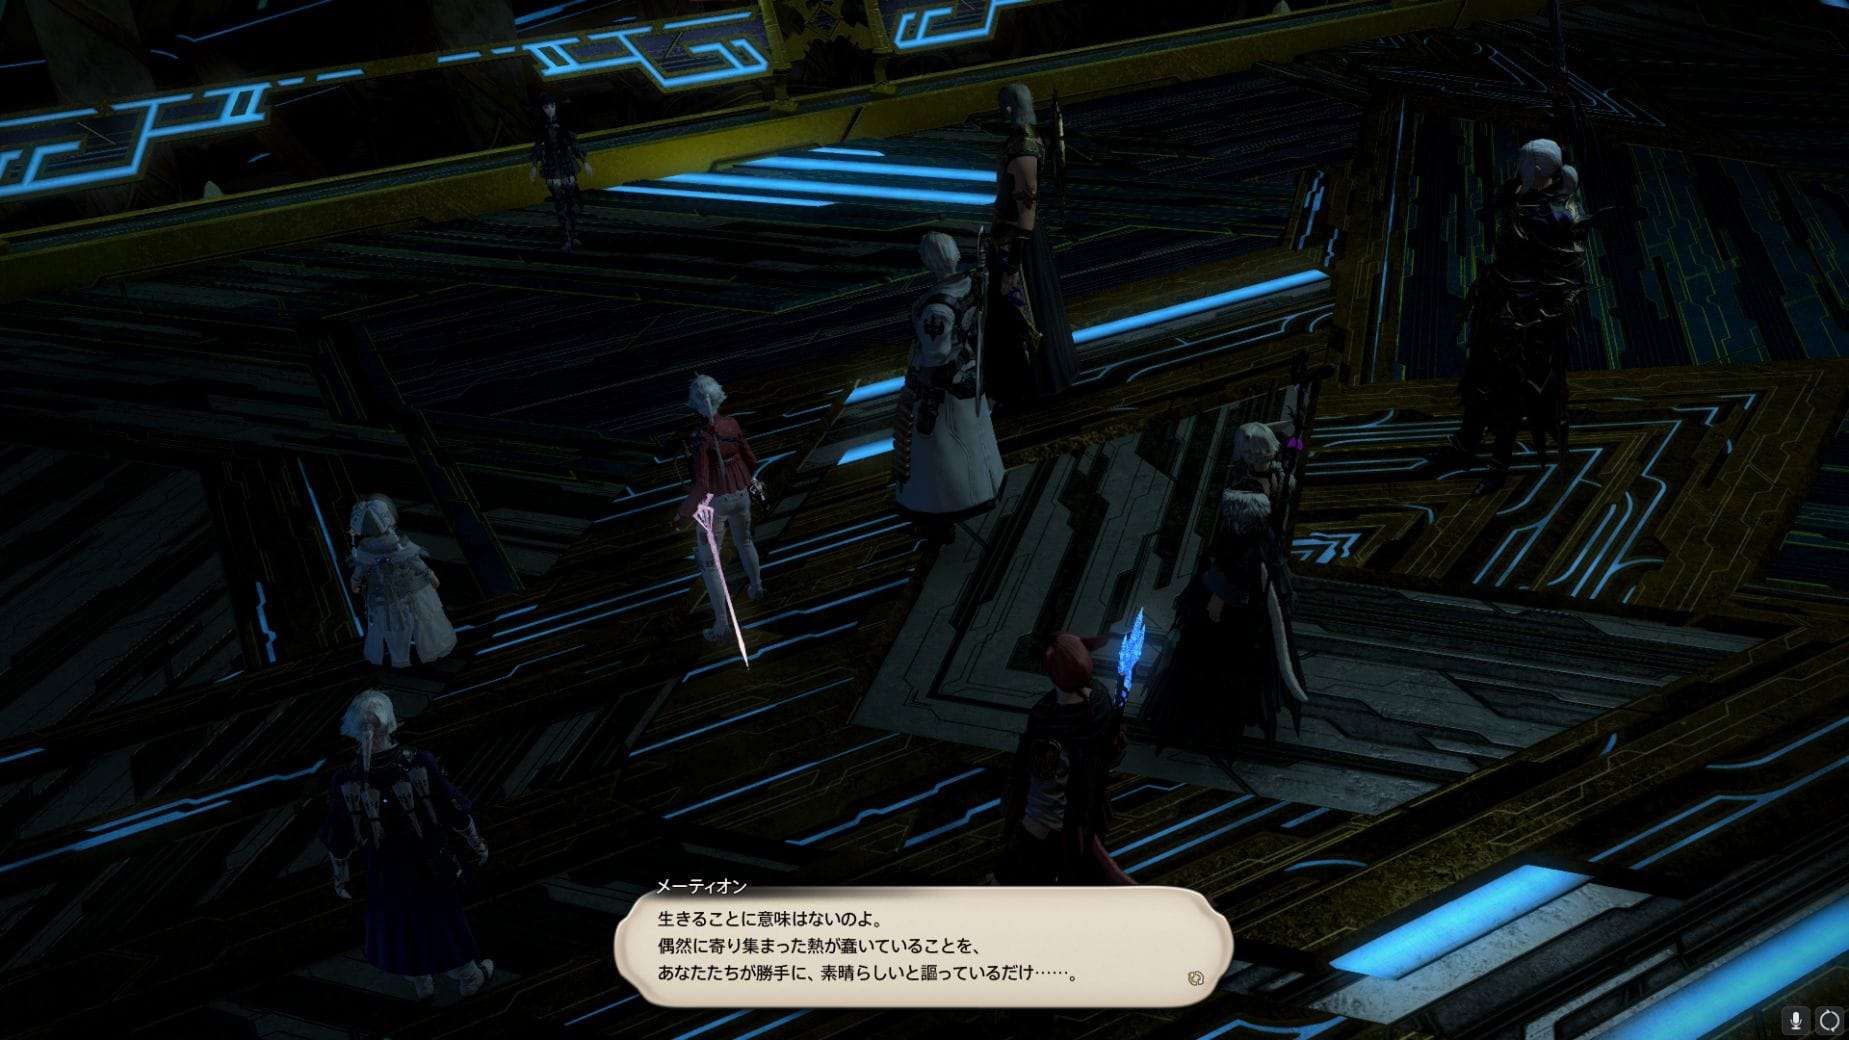 メーティオン
生きることに意味はないのよ。
偶然に寄り集まった熱が蠢いていることを、
あなたたちが勝手に、素晴らしいと謳っているだけ……。